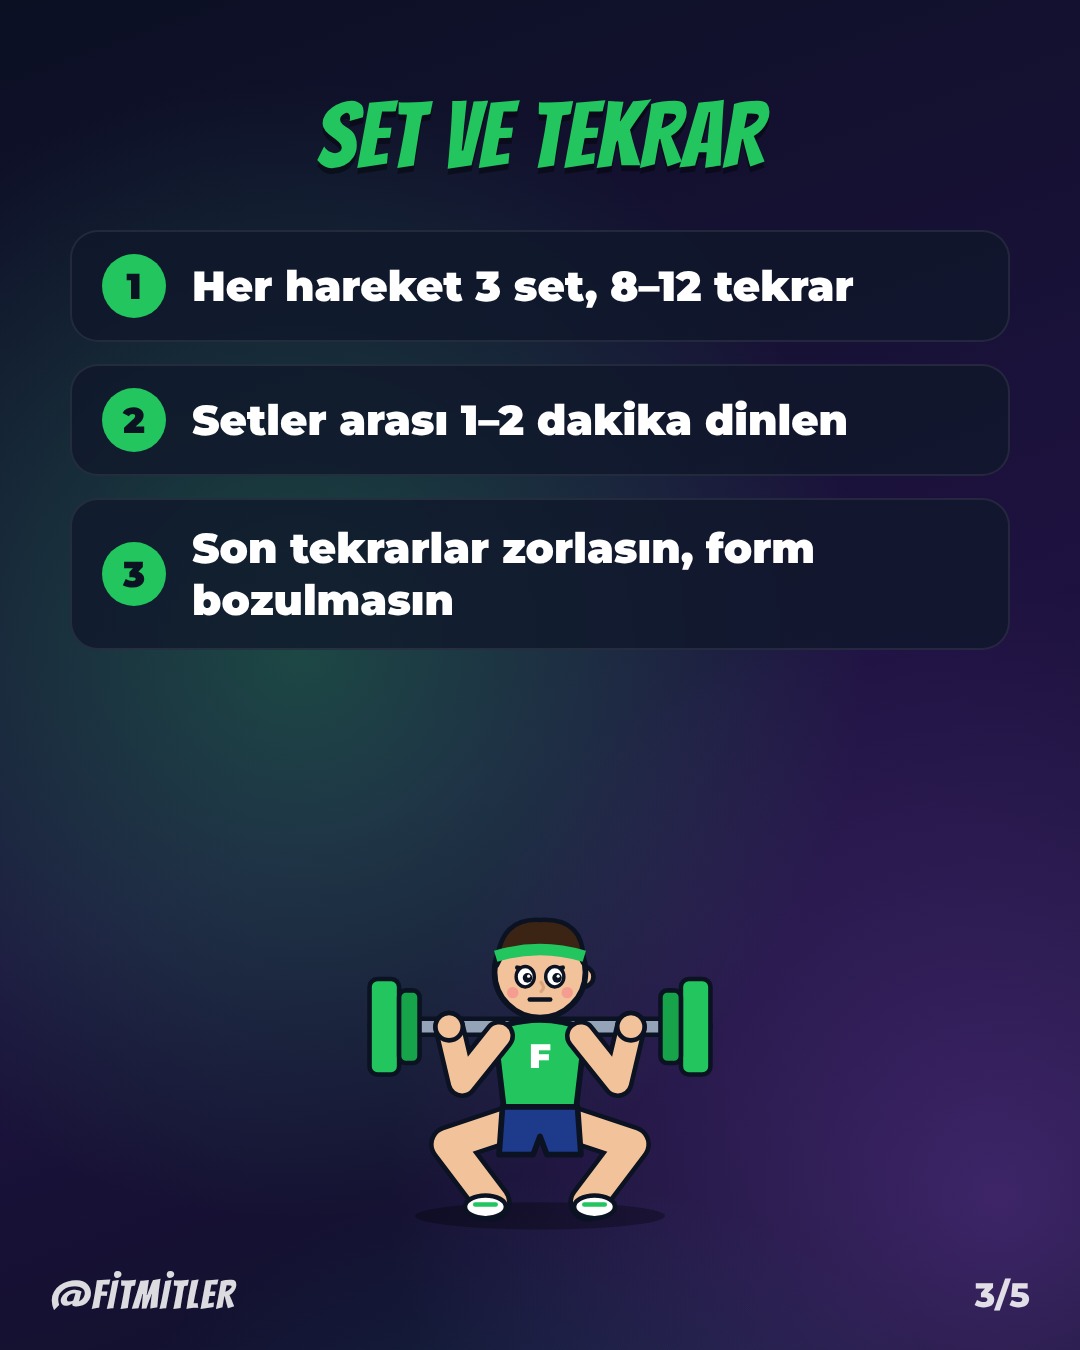 SET VE TEKRAR
1 Her hareket 3 set, 8–12 tekrar
2 Setler arası 1–2 dakika dinlen
3 Son tekrarlar zorlasın, form
bozulmasın
F
@FİTMİTLER
3/5